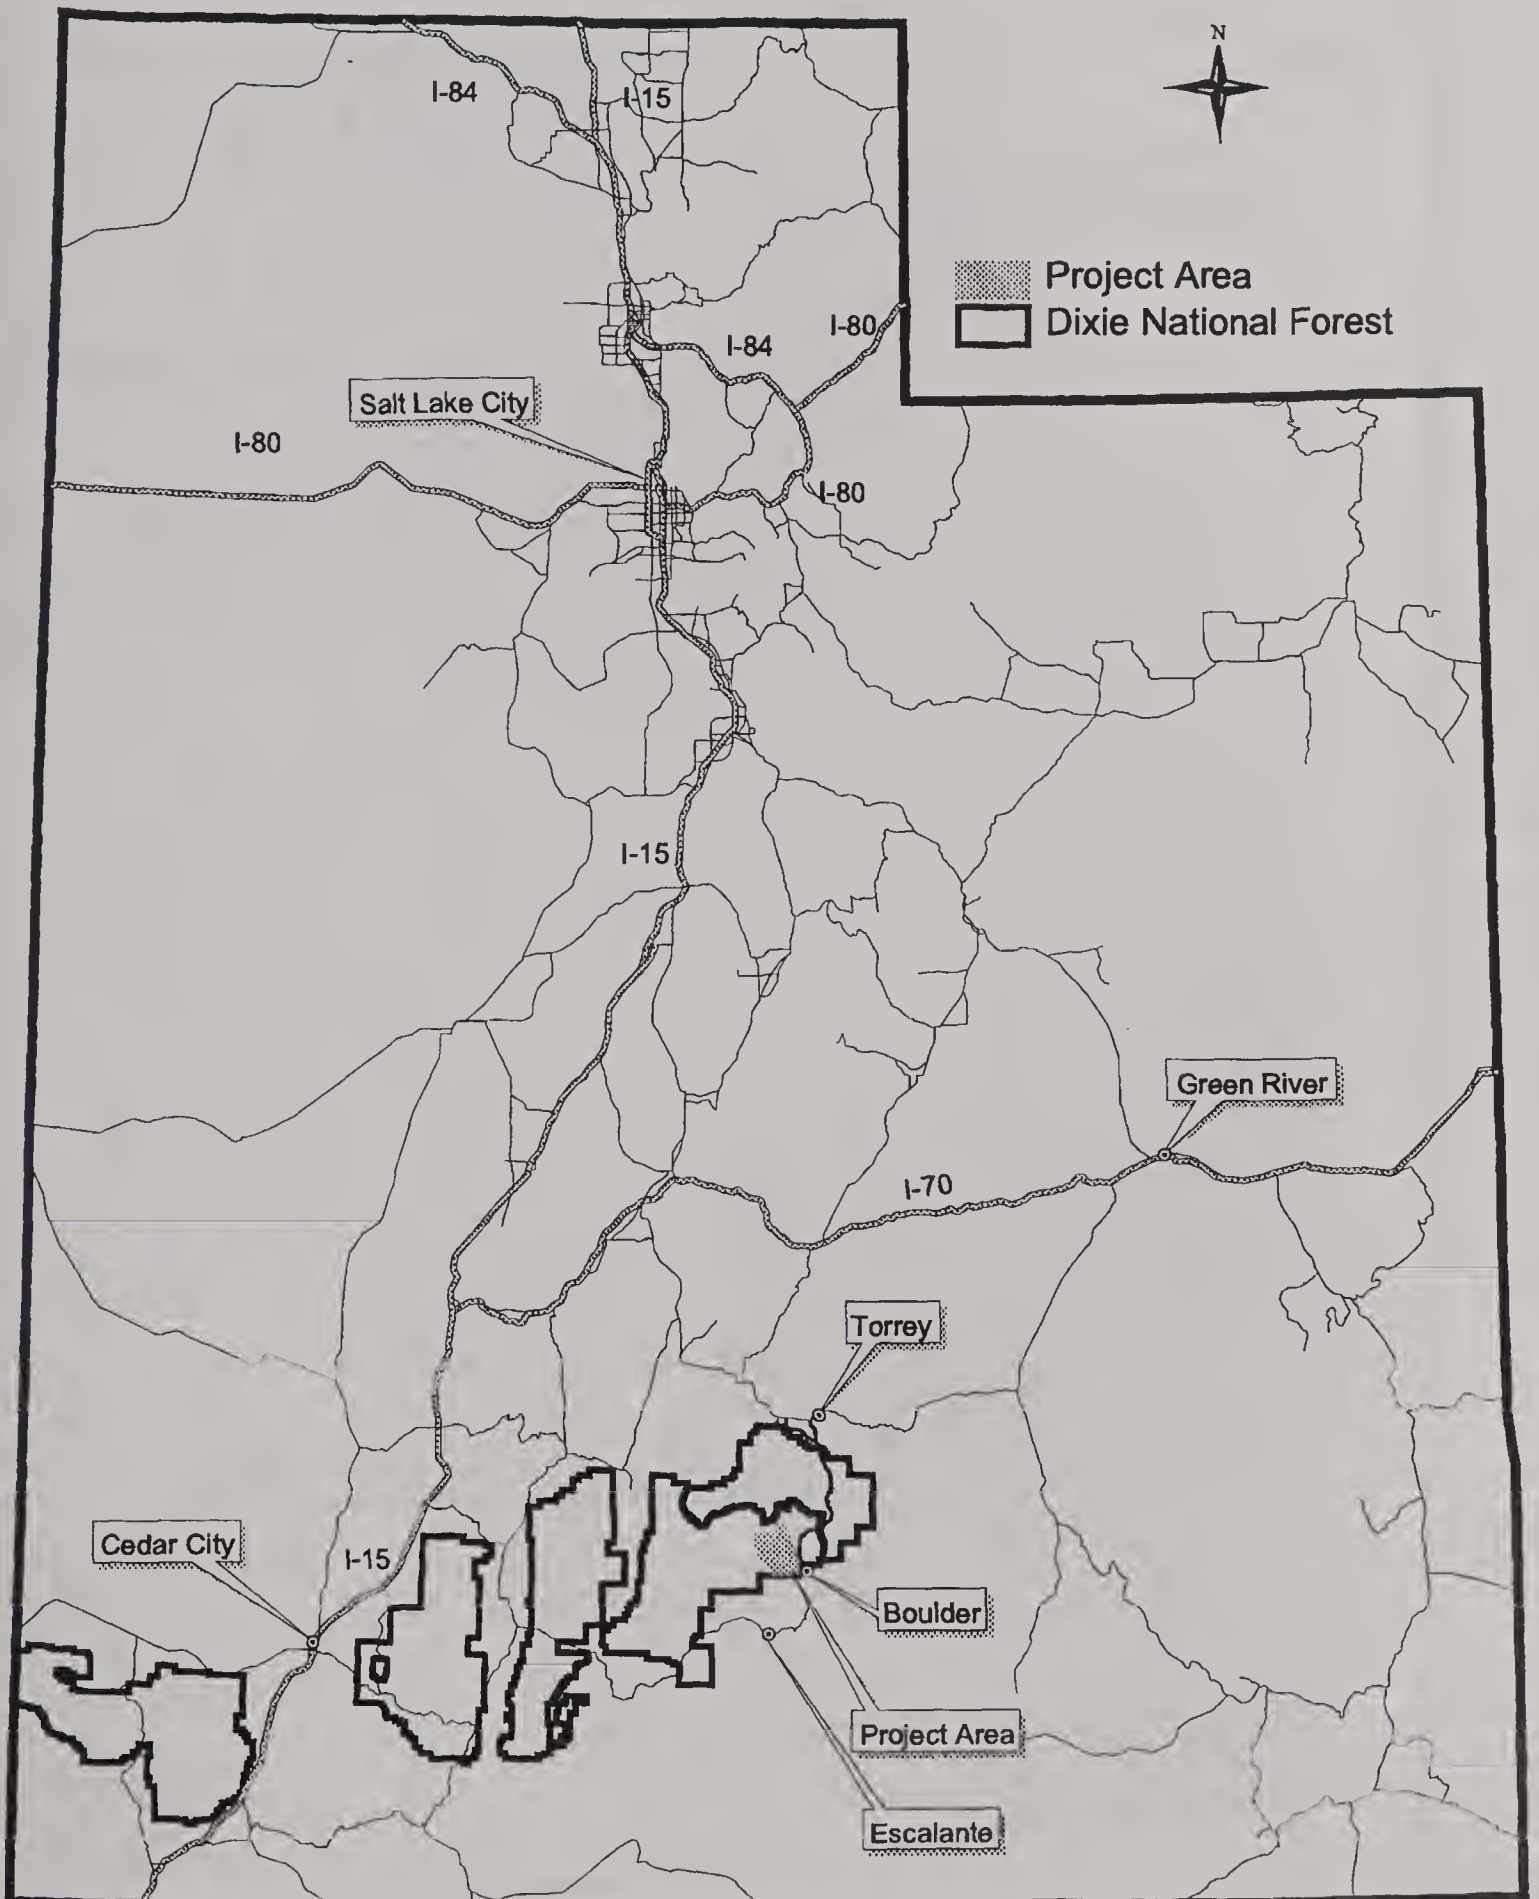 N
I-84
I-15
Project Area
Dixie National Forest
I-84
I-80
Salt Lake City
I-80
I-80
I-15
Green River
I-70
Torrey
Cedar City
I-15
Boulder
Project Area
Escalante